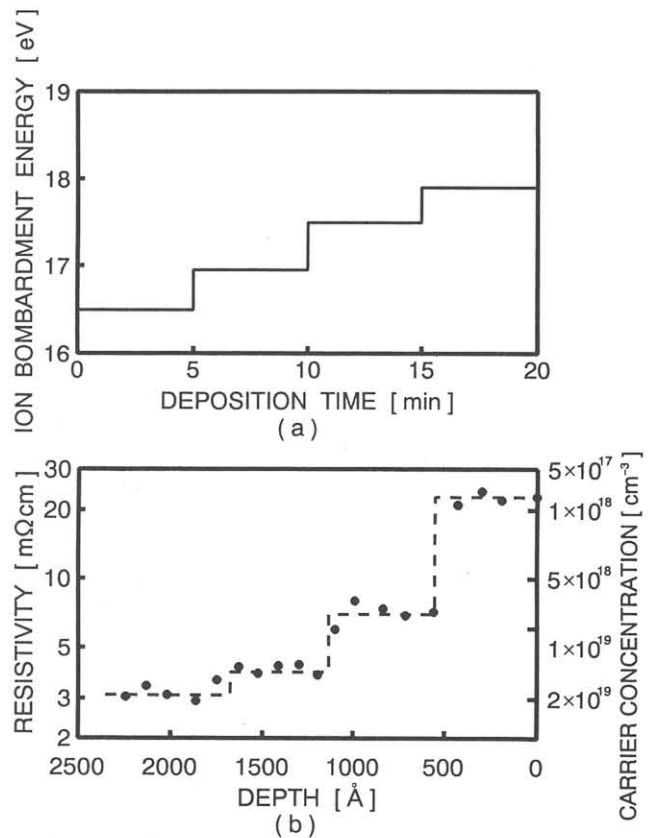 ION BOMBARDMENT ENERGY [ eV ]
19
18
17
16
0 5 10 15 20
DEPOSITION TIME [ min ]
( a )
RESISTIVITY [ mΩcm ]
30
20
10
5
3
2
5×10¹⁷
1×10¹⁸
5×10¹⁸
1×10¹⁹
2×10¹⁹
CARRIER CONCENTRATION [ cm⁻³ ]
2500 2000 1500 1000 500 0
DEPTH [ Å ]
( b )